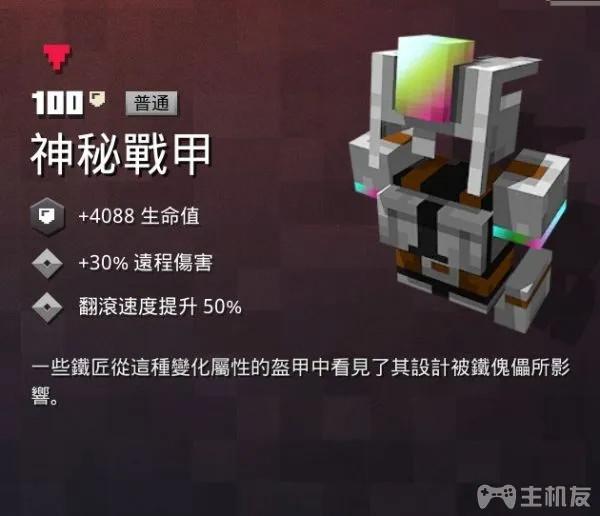 100
普通
神秘戰甲
+4088 生命值
+30% 遠程傷害
翻滾速度提升 50%
一些鐵匠從這種變化屬性的盔甲中看見了其設計被鐵傀儡所影
響。
主机友